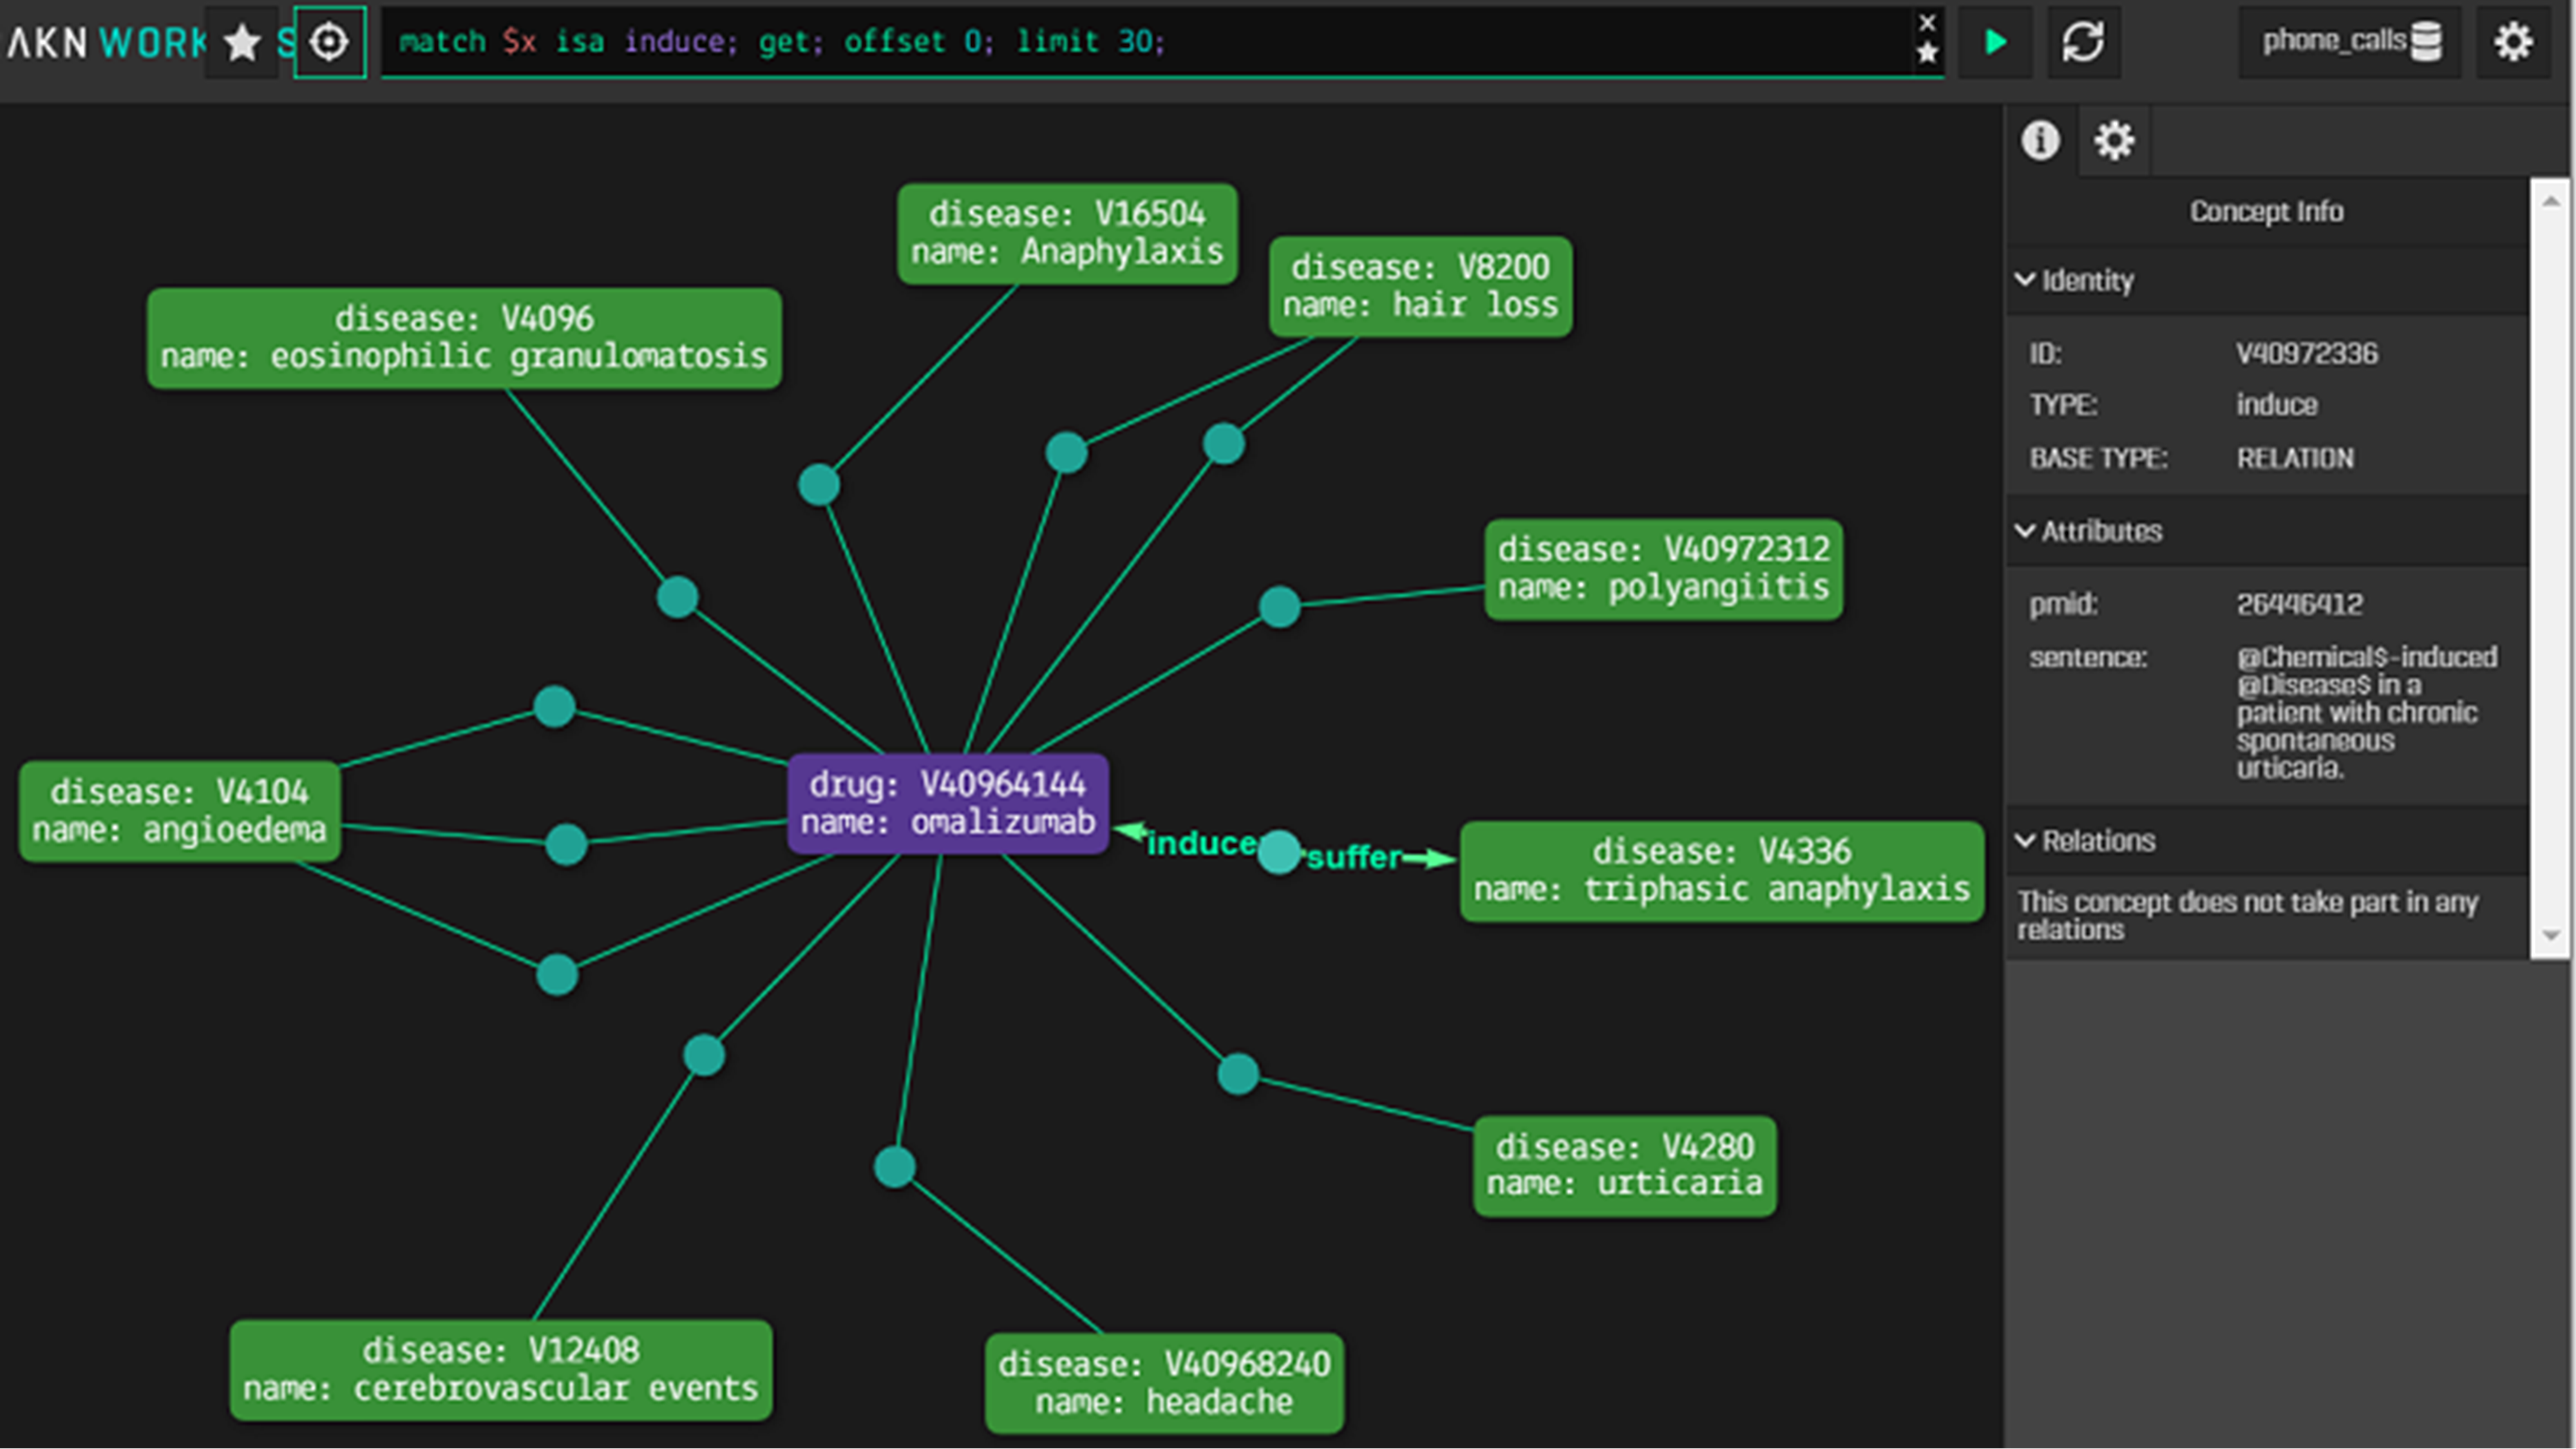 ΛKN WORK S match $x isa induce; get; offset 0; limit 30; phone_calls
disease: V16504
name: Anaphylaxis
disease: V8200
name: hair loss
disease: V4096
name: eosinophilic granulomatosis
disease: V40972312
name: polyangiitis
disease: V4104
name: angioedema
drug: V40964144
name: omalizumab
induce
suffer
disease: V4336
name: triphasic anaphylaxis
disease: V4280
name: urticaria
disease: V12408
name: cerebrovascular events
disease: V40968240
name: headache
Concept Info
Identity
ID: V40972336
TYPE: induce
BASE TYPE: RELATION
Attributes
pmid: 26446412
sentence: @Chemical$-induced
@Disease$ in a
patient with chronic
spontaneous
urticaria.
Relations
This concept does not take part in any
relations